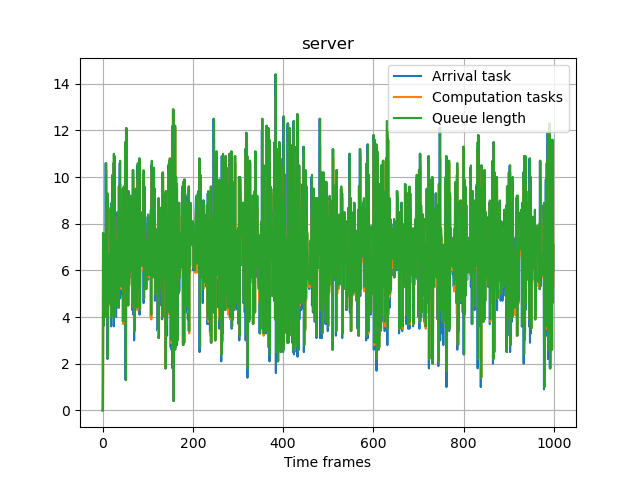 server
Arrival task
Computation tasks
Queue length
14
12
10
8
6
4
2
0
0 200 400 600 800 1000
Time frames